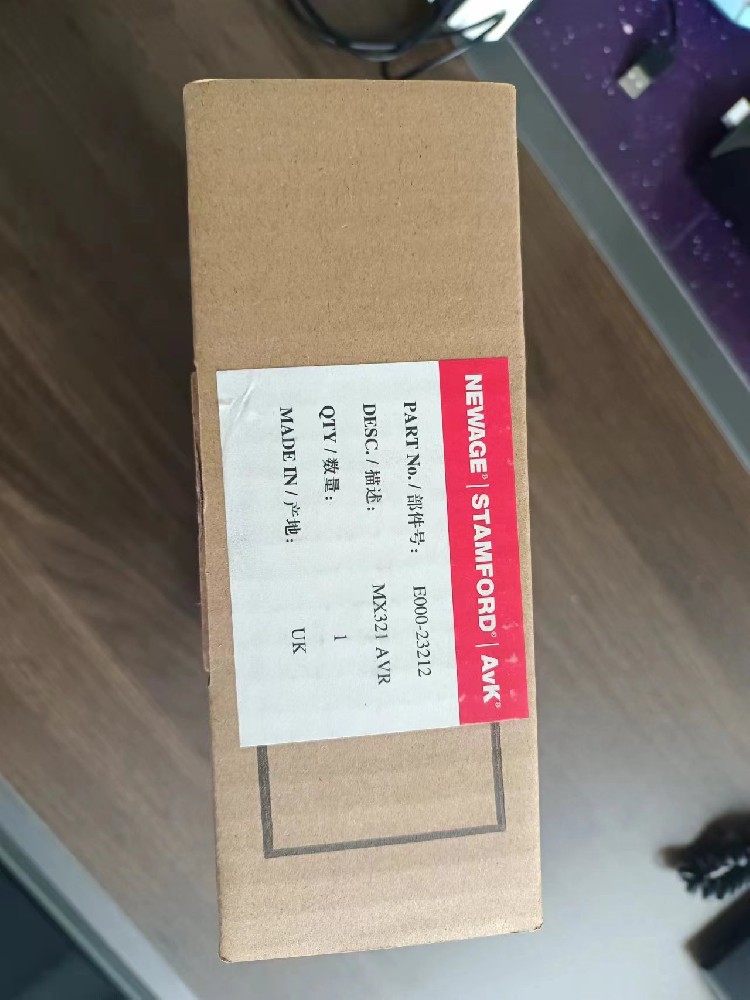 NEWAGE® | STAMFORD® | AvK®
PART No. / 部件号: E000-23212
DESC. / 描述: MX321 AVR
QTY / 数量: 1
MADE IN / 产地: UK